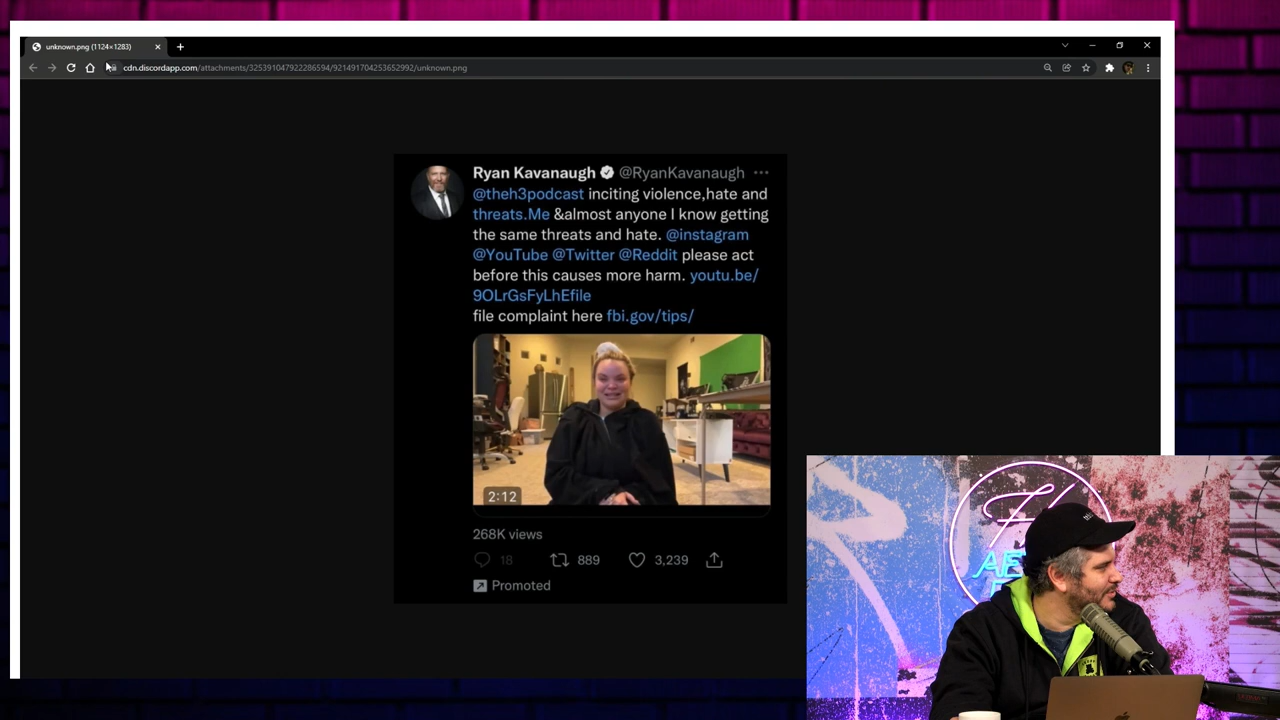 unknown.png (1124×1283)
cdn.discordapp.com/attachments/325391047922286594/921491704253652992/unknown.png
Ryan Kavanaugh @RyanKavanaugh ···
@theh3podcast inciting violence,hate and
threats.Me &almost anyone I know getting
the same threats and hate. @instagram
@YouTube @Twitter @Reddit please act
before this causes more harm. youtu.be/
9OLrGsFyLhEfile
file complaint here fbi.gov/tips/
2:12
268K views
18 889 3,239
Promoted